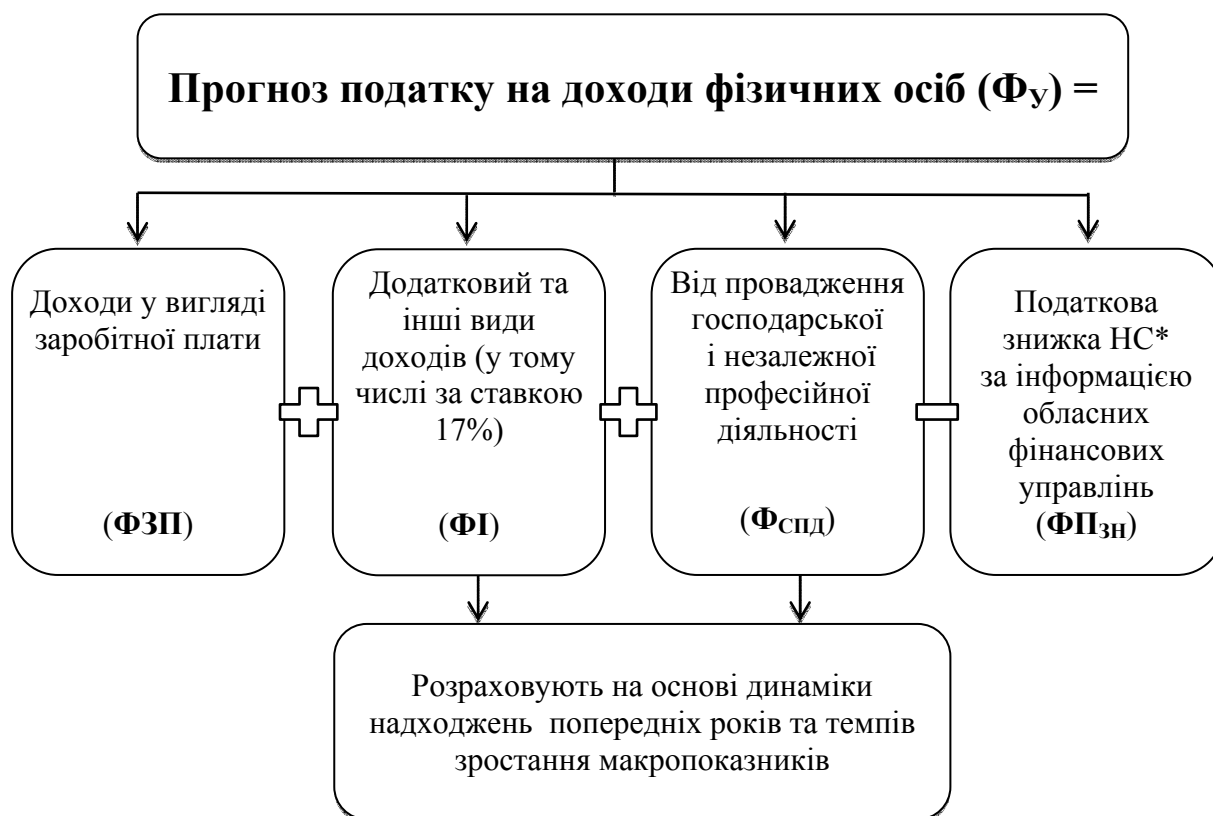 Прогноз податку на доходи фізичних осіб (Фу) =
Доходи у вигляді
заробітної плати
(ФЗП)
Додатковий та
інші види
доходів (у тому
числі за ставкою
17%)
(ФІ)
Від провадження
господарської
і незалежної
професійної
діяльності
(ФСПД)
Податкова
знижка НС*
за інформацією
обласних
фінансових
управлінь
(ФПЗН)
Розраховують на основі динаміки
надходжень попередніх років та темпів
зростання макропоказників